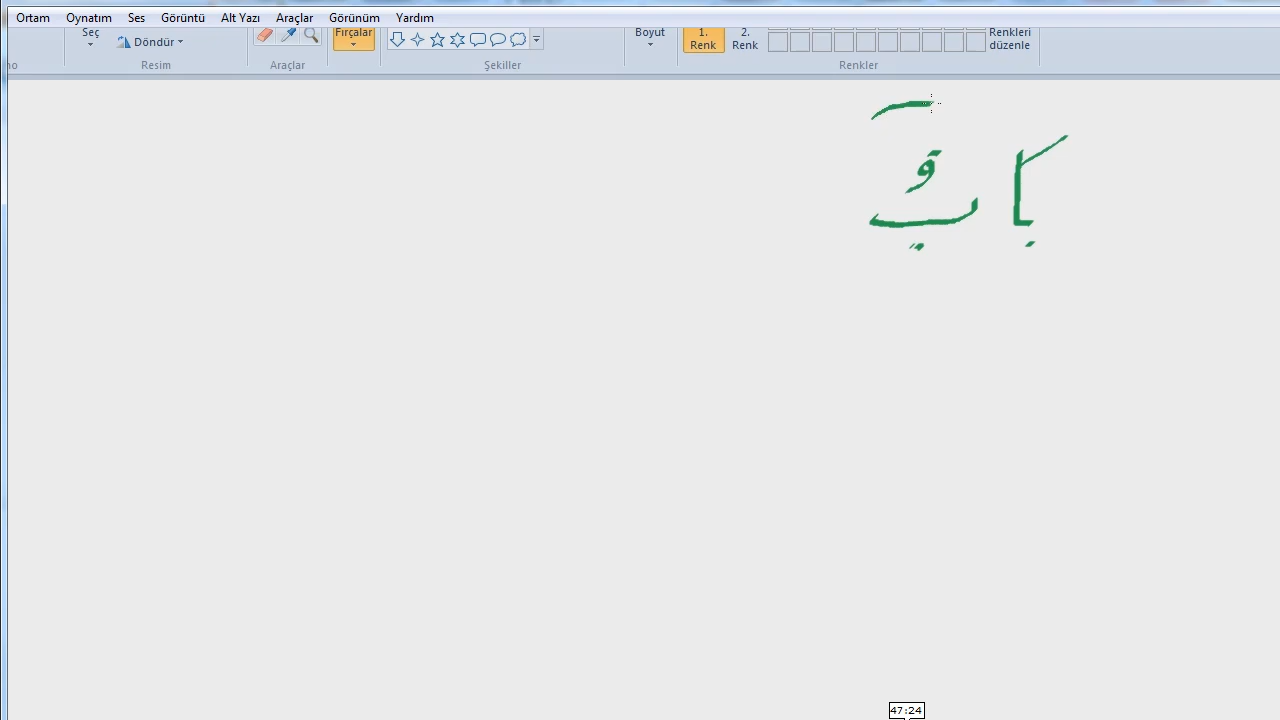 Ortam Oynatım Ses Görüntü Alt Yazı Araçlar Görünüm Yardım
Seç Döndür Fırçalar Boyut 1. Renk 2. Renk Renkleri düzenle
Resim Araçlar Şekiller Renkler
47:24